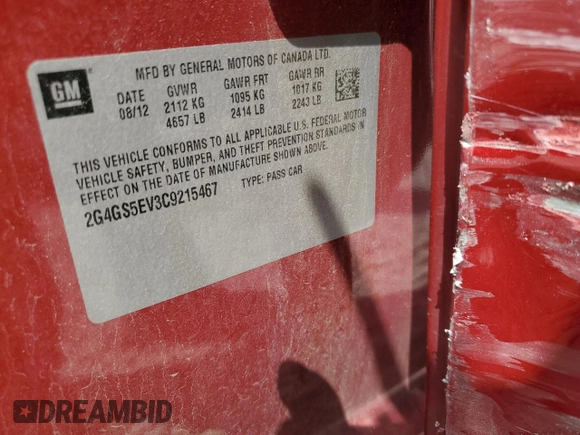 GM
MFD BY GENERAL MOTORS OF CANADA LTD.
DATE GVWR GAWR FRT GAWR RR
08/12 2112 KG 1095 KG 1017 KG
4657 LB 2414 LB 2243 LB
THIS VEHICLE CONFORMS TO ALL APPLICABLE U.S. FEDERAL MOTOR
VEHICLE SAFETY, BUMPER, AND THEFT PREVENTION STANDARDS IN
EFFECT ON THE DATE OF MANUFACTURE SHOWN ABOVE.
2G4GS5EV3C9215467 TYPE: PASS CAR
DREAMBID